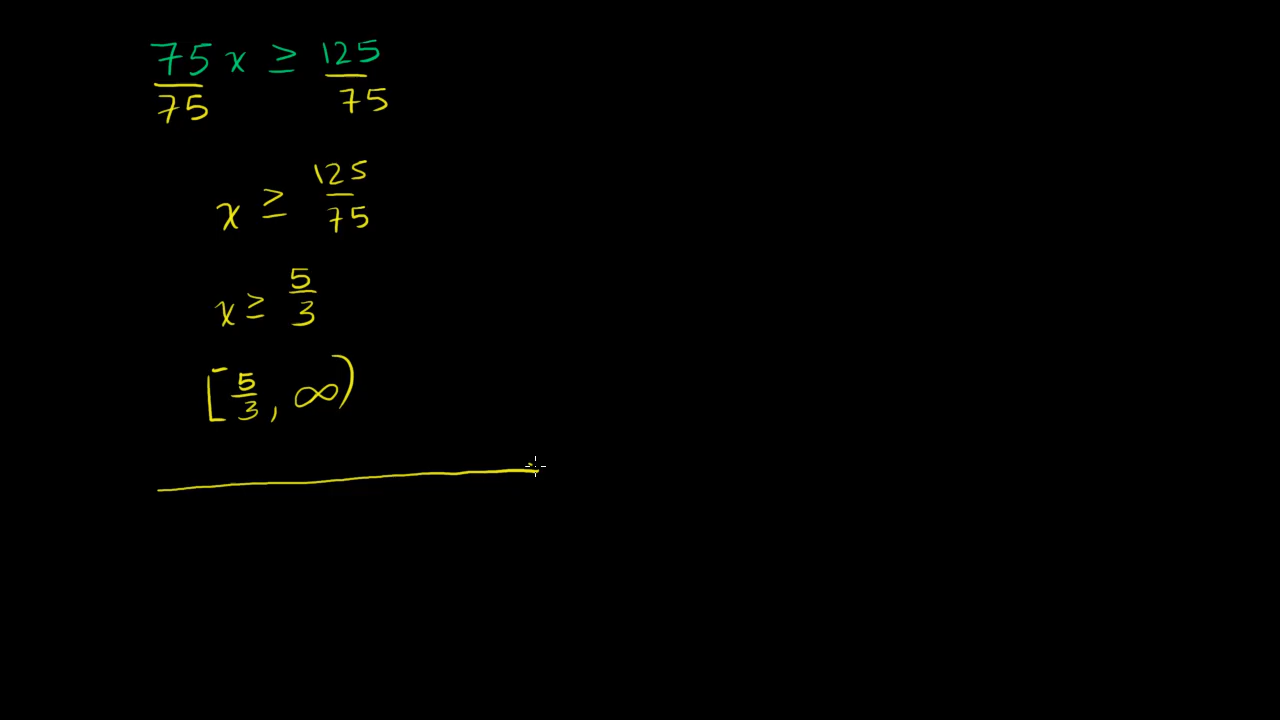 75x ≥ 125
75 75
x ≥ 125/75
x ≥ 5/3
[5/3, ∞)